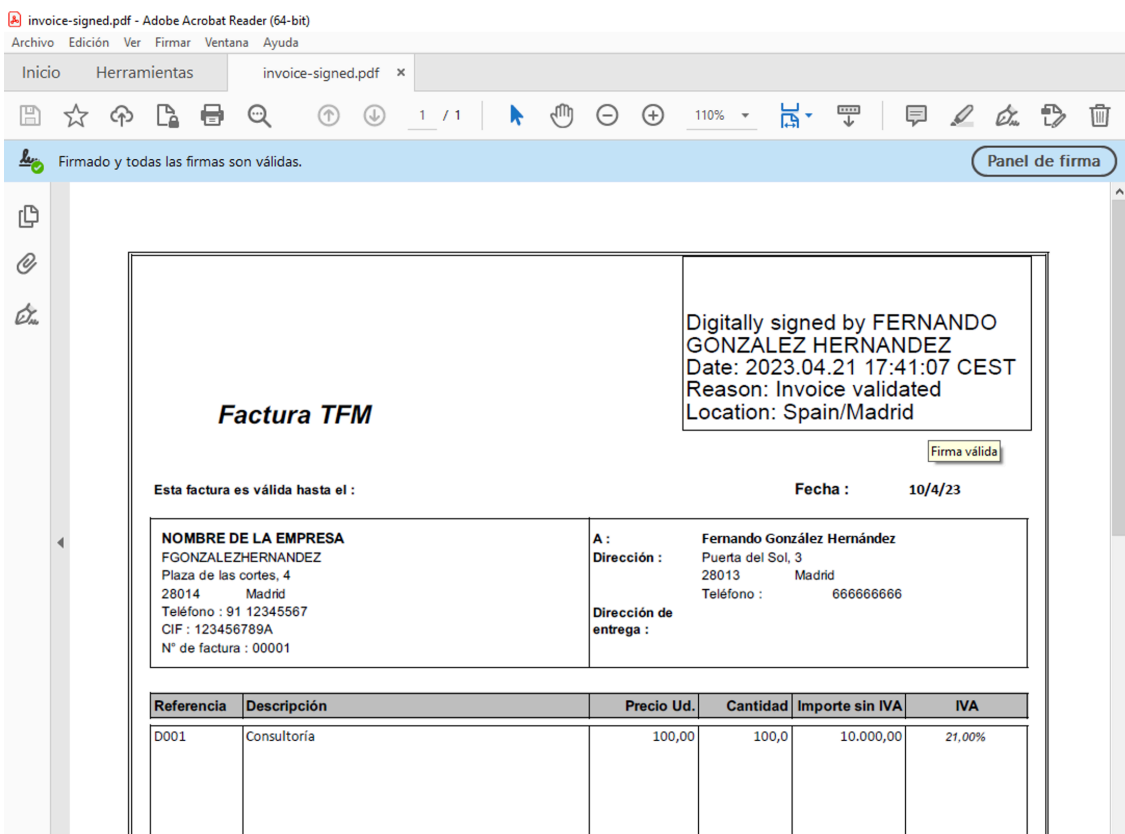 invoice-signed.pdf - Adobe Acrobat Reader (64-bit)
Archivo Edición Ver Firmar Ventana Ayuda
Inicio Herramientas invoice-signed.pdf ×
1 / 1 110%
Firmado y todas las firmas son válidas. Panel de firma
Digitally signed by FERNANDO
GONZALEZ HERNANDEZ
Date: 2023.04.21 17:41:07 CEST
Reason: Invoice validated
Location: Spain/Madrid
Factura TFM
Firma válida
Esta factura es válida hasta el : Fecha : 10/4/23
NOMBRE DE LA EMPRESA A : Fernando González Hernández
FGONZALEZHERNANDEZ Dirección : Puerta del Sol, 3
Plaza de las cortes, 4 28013 Madrid
28014 Madrid Teléfono : 666666666
Teléfono : 91 12345567 Dirección de
CIF : 123456789A entrega :
N° de factura : 00001
Referencia Descripción Precio Ud. Cantidad Importe sin IVA IVA
D001 Consultoría 100,00 100,0 10.000,00 21,00%